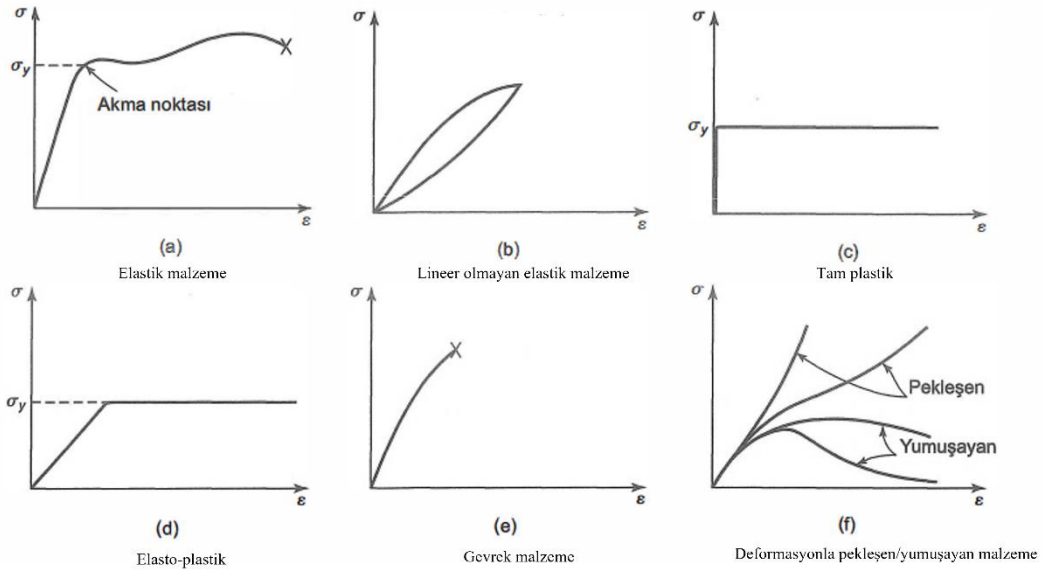 σ
σy
Akma noktası
ε
(a)
Elastik malzeme
σ
ε
(b)
Lineer olmayan elastik malzeme
σ
σy
ε
(c)
Tam plastik
σ
σy
ε
(d)
Elasto-plastik
σ
ε
(e)
Gevrek malzeme
σ
Pekleşen
Yumuşayan
ε
(f)
Deformasyonla pekleşen/yumuşayan malzeme